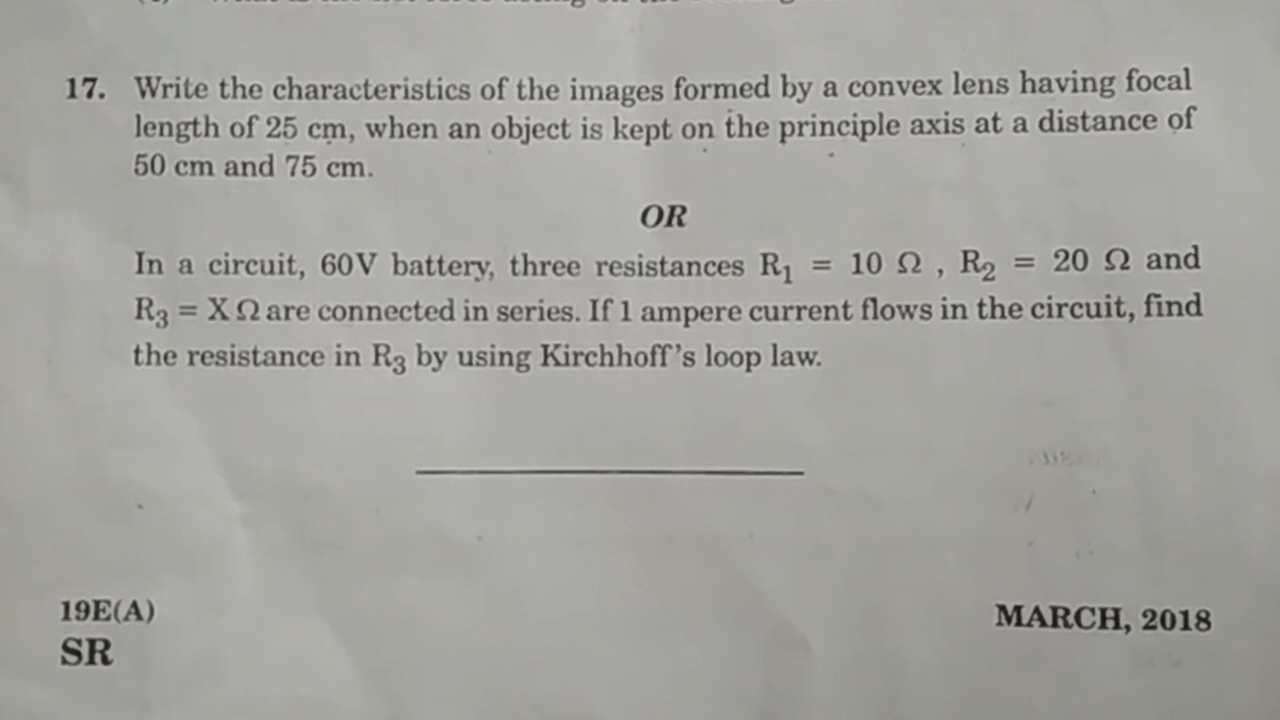 17. Write the characteristics of the images formed by a convex lens having focal
length of 25 cm, when an object is kept on the principle axis at a distance of
50 cm and 75 cm.
OR
In a circuit, 60V battery, three resistances R₁ = 10 Ω , R₂ = 20 Ω and
R₃ = X Ω are connected in series. If 1 ampere current flows in the circuit, find
the resistance in R₃ by using Kirchhoff's loop law.
19E(A)
MARCH, 2018
SR